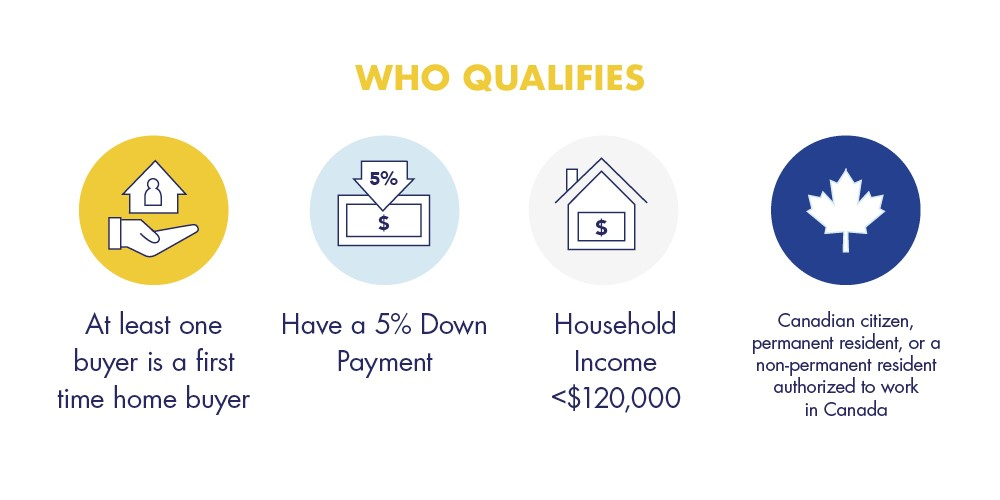 WHO QUALIFIES
5%
$
$
At least one
buyer is a first
time home buyer
Have a 5% Down
Payment
Household
Income
<$120,000
Canadian citizen,
permanent resident, or a
non-permanent resident
authorized to work
in Canada